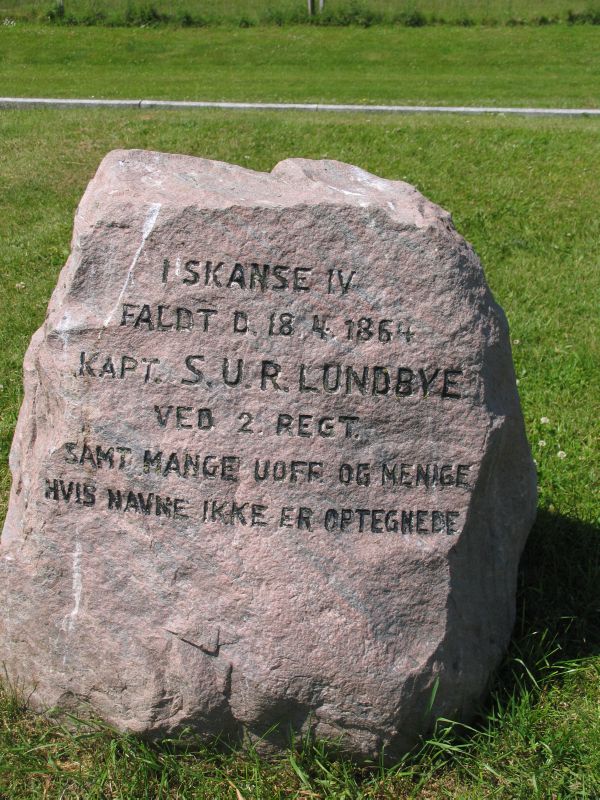 I SKANSE IV
FALDT D. 18. 4. 1864
KAPT. S. U. R. LUNDBYE
VED 2. REGT.
SAMT MANGE UOFF OG MENIGE
HVIS NAVNE IKKE ER OPTEGNEDE